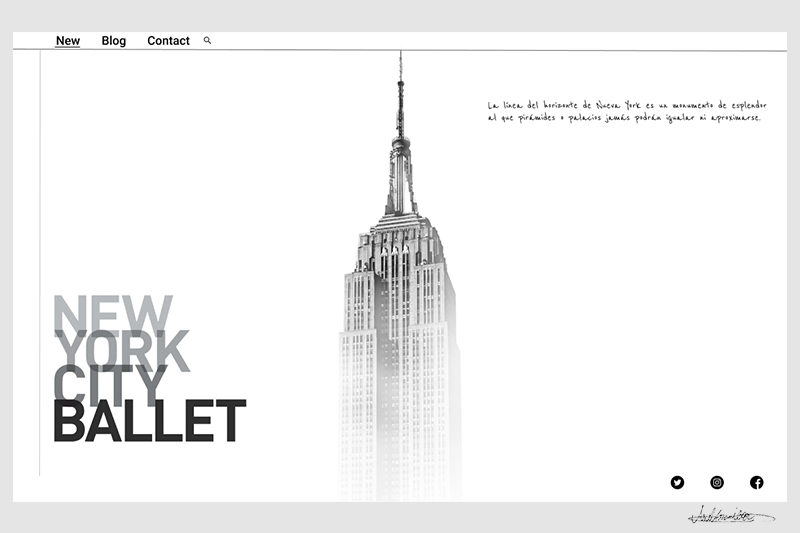 New Blog Contact
La línea del horizonte de Nueva York es un monumento de esplendor
al que pirámides o palacios jamás podrán igualar ni aproximarse.
NEW
YORK
CITY
BALLET